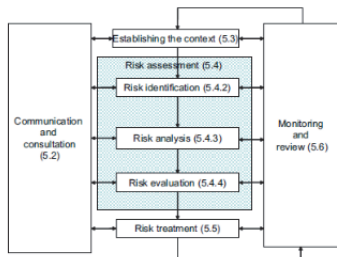 Establishing the context (5.3)
Risk assessment (5.4)
Risk identification (5.4.2)
Communication
and
consultation
(5.2)
Risk analysis (5.4.3)
Monitoring
and
review (5.6)
Risk evaluation (5.4.4)
Risk treatment (5.5)